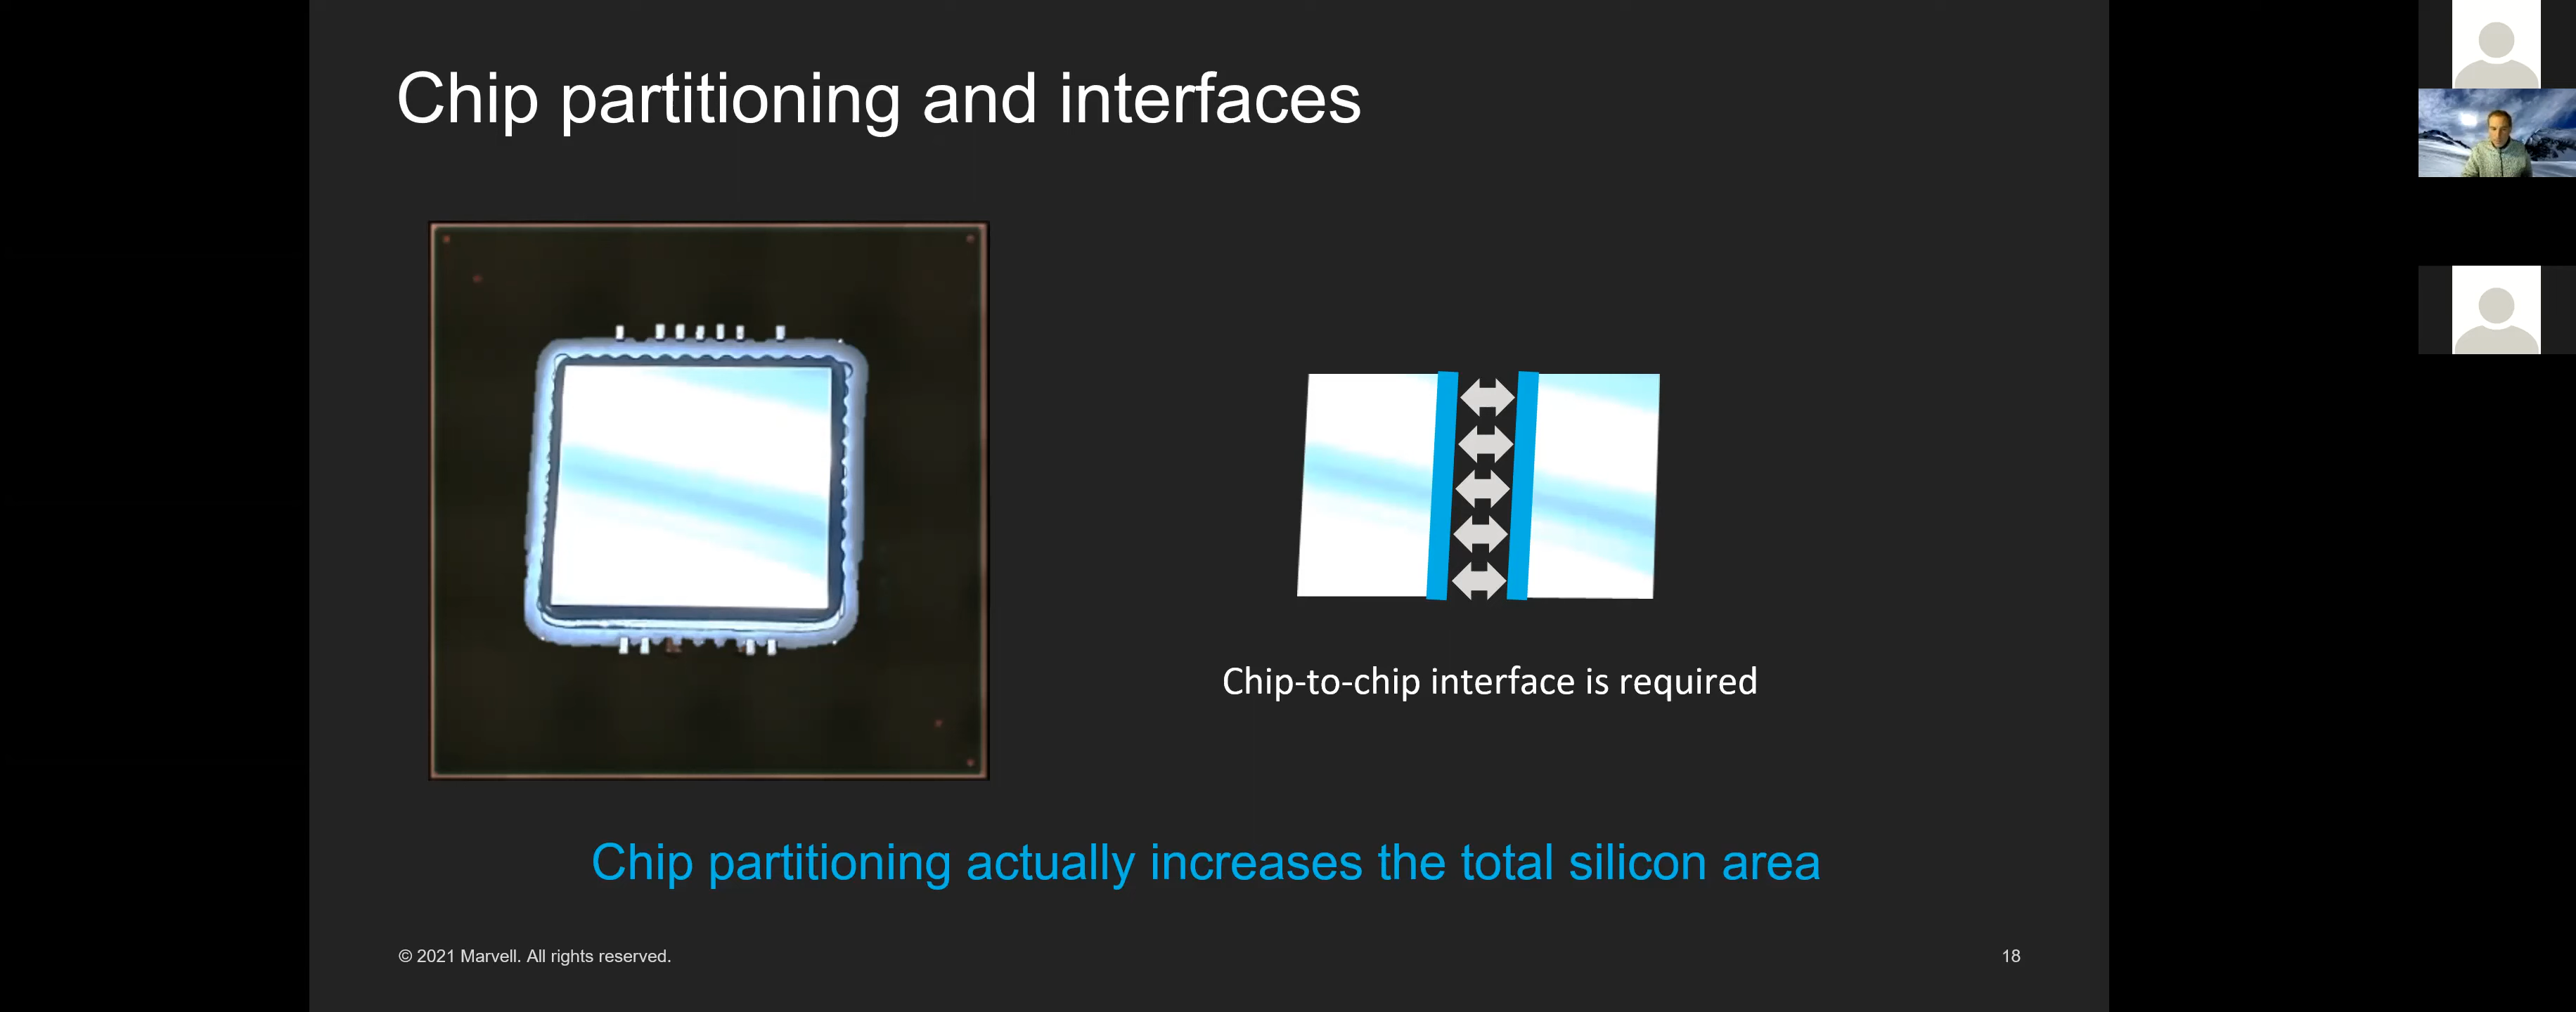 Chip partitioning and interfaces
Chip-to-chip interface is required
Chip partitioning actually increases the total silicon area
© 2021 Marvell. All rights reserved.
18